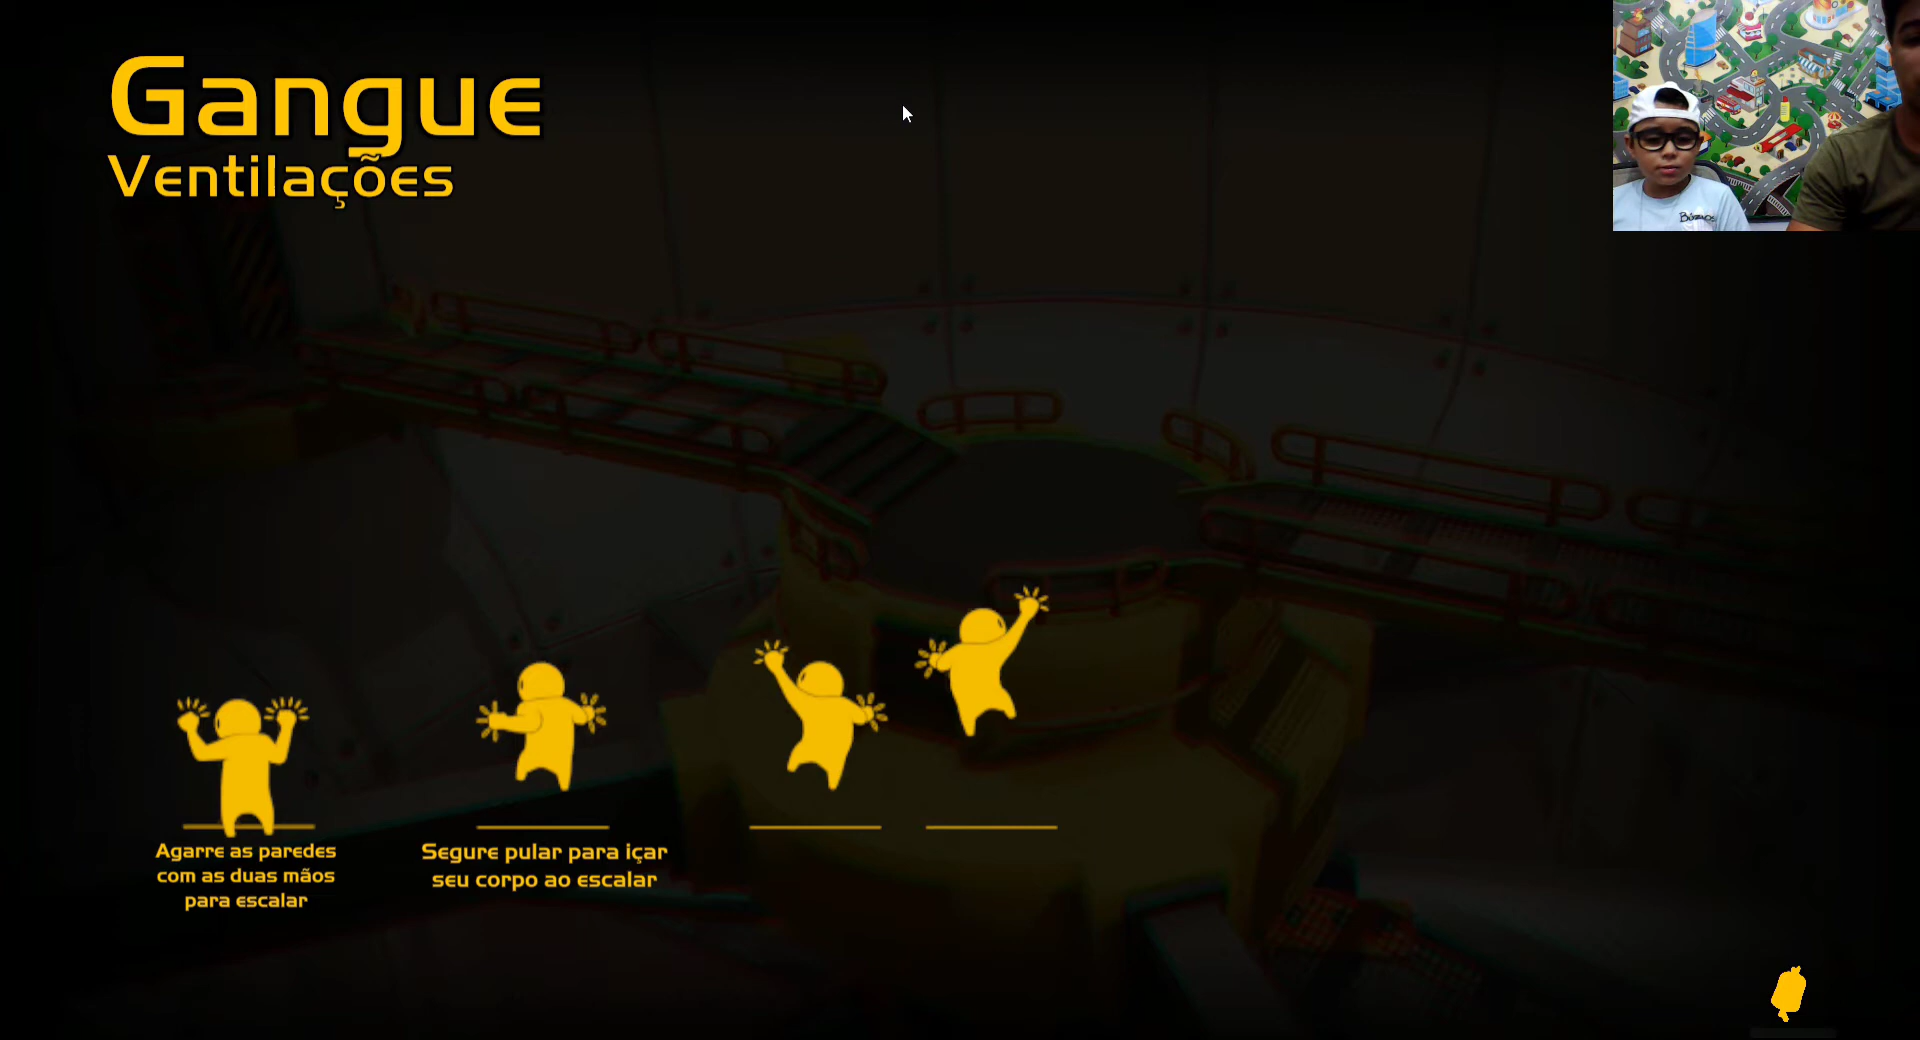 Gangue
Ventilações
Agarre as paredes
com as duas mãos
para escalar
Segure pular para içar
seu corpo ao escalar
Búzios